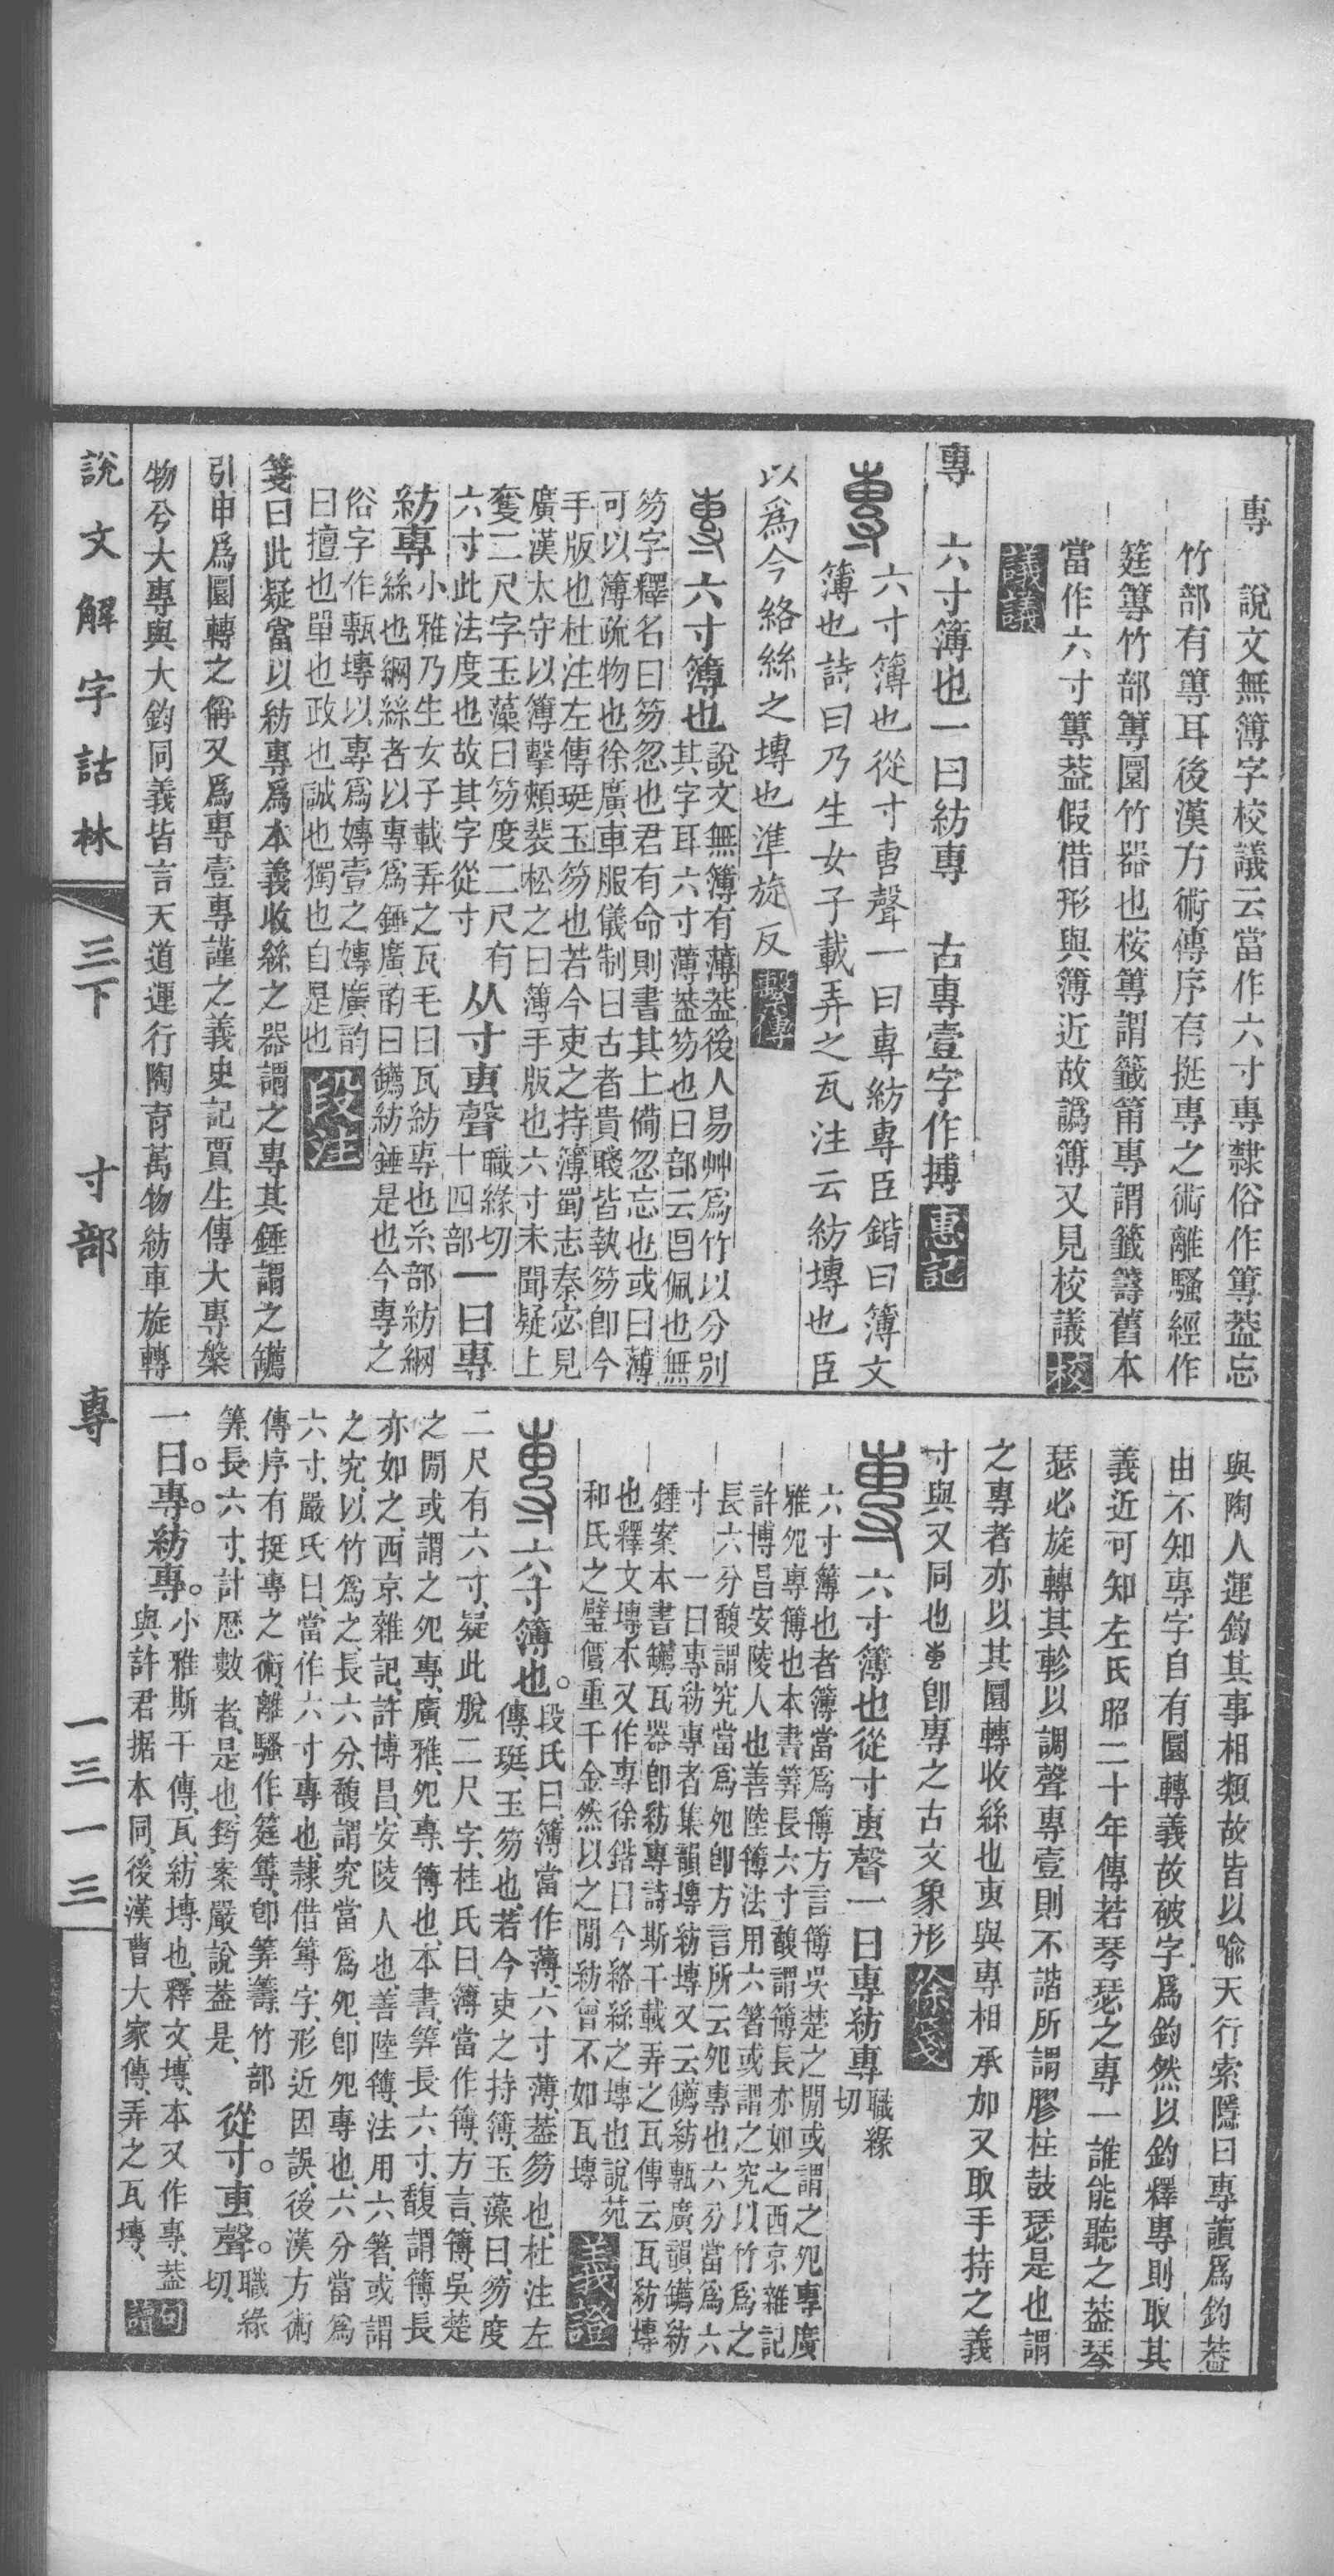 專　說文無簿字校議云當作六寸專隸俗作篿葢忘
竹部有篿耳後漢方術傳序有挺專之術離騷經作
筳篿竹部篿圜竹器也桉篿謂籤筩專謂籤籌舊本
當作六寸篿葢假借形與簿近故譌簿又見校議校
議議
專　六寸簿也一曰紡專　古專壹字作摶惠記
六寸簿也從寸叀聲一曰專紡專臣鍇曰簿文
簿也詩曰乃生女子載弄之瓦注云紡塼也臣
以爲今絡絲之塼也準旋反繫傳
六寸簿也說文無簿有薄葢後人易艸爲竹以分別
其字耳六寸薄葢笏也曰部云㫚佩也無
笏字釋名曰笏忽也君有命則書其上備忽忘也或曰薄
可以簿疏物也徐廣車服儀制曰古者貴賤皆執笏卽今
手版也杜注左傳珽玉笏也若今吏之持簿蜀志秦宓見
廣漢太守以簿擊頰裴松之曰簿手版也六寸未聞疑上
奪二尺字玉藻曰笏度二尺有
六寸此法度也故其字從寸从寸叀聲職緣切
十四部一曰專
紡專小雅乃生女子載弄之瓦毛曰瓦紡專也糸部紡網
絲也網絲者以專爲錘廣韵曰䥥紡錘是也今專之
俗字作甎塼以專爲嫥壹之嫥廣韵
曰擅也單也政也誠也獨也自是也段注
箋曰此疑當以紡專爲本義收絲之器謂之專其錘謂之䥥
引申爲圜轉之稱又爲專壹專謹之義史記賈生傳大專槃
物兮大專與大鈞同義皆言天道運行陶育萬物紡車旋轉
與陶人運鈞其事相類故皆以喩天行索隱曰專讀爲鈞葢
由不知專字自有圜轉義故被字爲鈞然以鈞釋專則取其
義近可知左氏昭二十年傳若琴瑟之專一誰能聽之葢琴
瑟必旋轉其軫以調聲專壹則不諧所謂膠柱鼓瑟是也謂
之專者亦以其圜轉收絲也叀與專相承加又取手持之義
寸與又同也卽專之古文象形徐箋
六寸簿也從寸叀聲一曰專紡專職緣
切
六寸簿也者簿當爲簙方言簙吳楚之閒或謂之夗專廣
雅夗專簙也本書筭長六寸馥謂簙長亦如之西京雜記
許博昌安陵人也善陸簙法用六箸或謂之究以竹爲之
長六分馥謂究當爲夗卽方言所云夗專也六分當爲六
寸　一曰專紡專者集韻塼紡塼又云䥥紡甎廣韻䥥紡
錘案本書䥥瓦器卽紡專詩斯干載弄之瓦傳云瓦紡塼
也釋文塼本又作專徐鍇曰今絡絲之塼也說苑
和氏之璧價重千金然以之閒紡曾不如瓦塼義證
六寸簿也。段氏曰、簿當作薄、六寸薄、葢笏也、杜注左
傳、珽、玉笏也、若今吏之持簿、玉藻曰、笏度
二尺有六寸、疑此脫二尺字、桂氏曰、簿當作簙、方言、簙、吳楚
之閒或謂之夗專、廣雅、夗專、簙也、本書、筭長六寸、馥謂簙長
亦如之、西京雜記、許博昌、安陵人也、善陸簙、法用六箸、或謂
之究、以竹爲之、長六分、馥謂究當爲夗、卽夗專也、六分當爲
六寸、嚴氏曰、當作六寸專也、隸借篿字、形近因誤、後漢方術
傳序有挺專之術、離騷作筳篿、卽筭籌、竹部
筭、長六寸、計歷數者、是也、筠案嚴說葢是、從寸。叀聲。職緣
切、
一曰。專。紡專。小雅斯干傳、瓦、紡塼也、釋文、塼、本又作專、葢
與許君据本同、後漢曹大家傳、弄之瓦塼、句讀
說文解字詁林　三下　寸部　專　一三一三